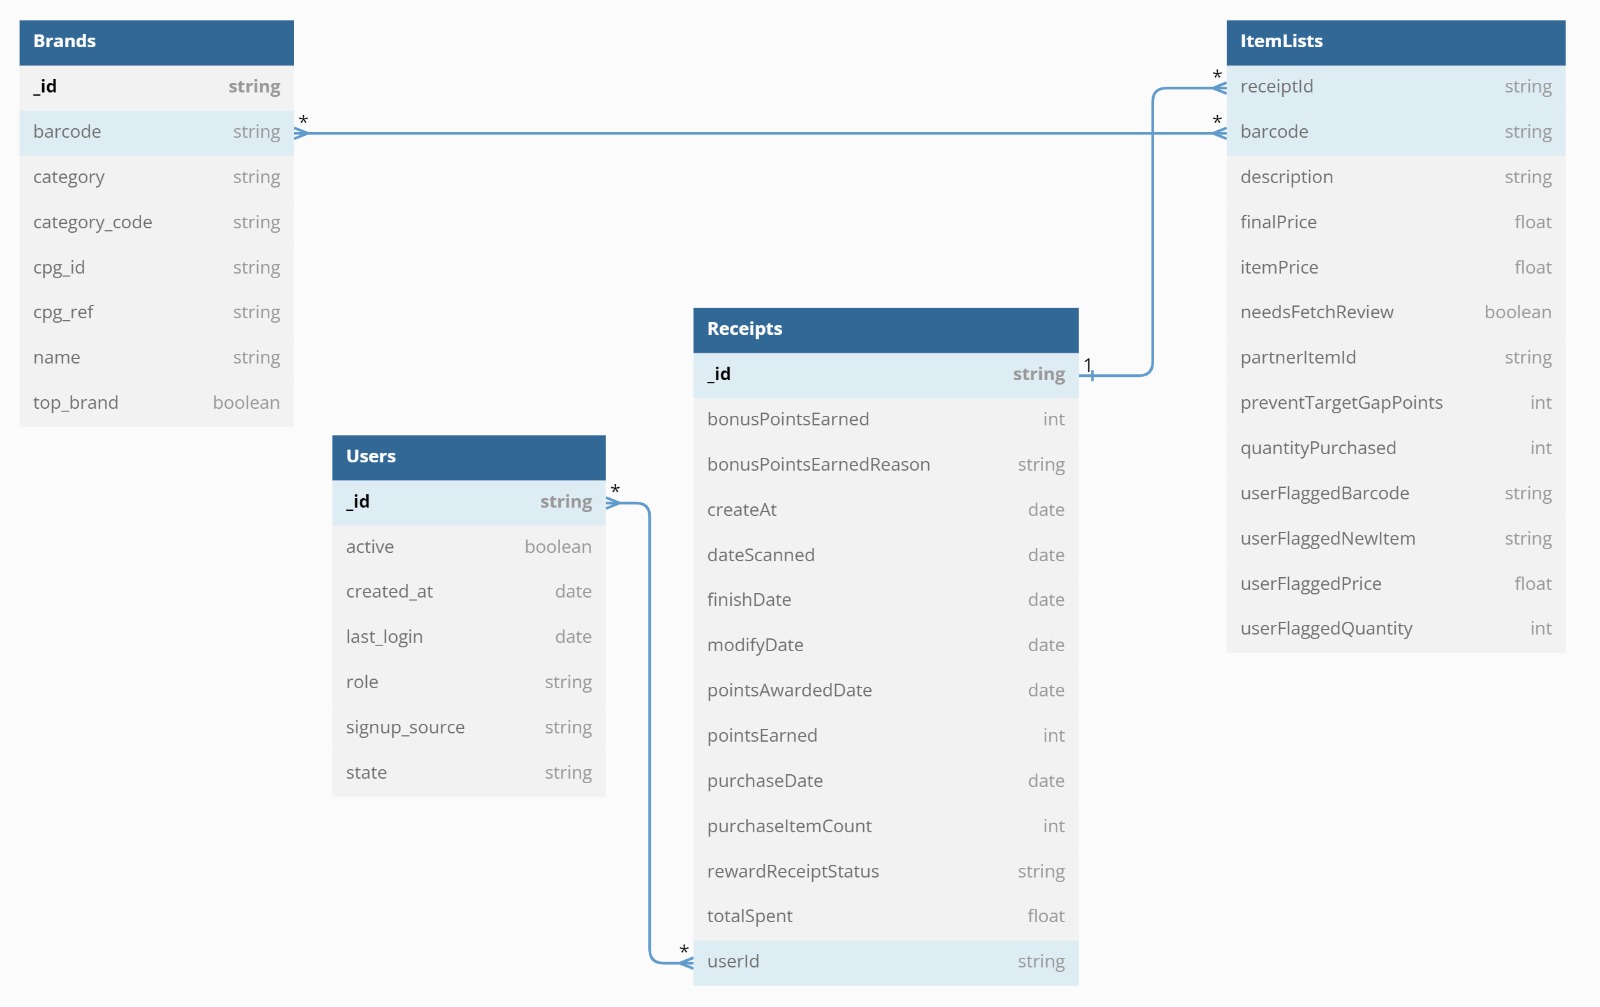 Brands
_id string
barcode string
category string
category_code string
cpg_id string
cpg_ref string
name string
top_brand boolean
Users
_id string
active boolean
created_at date
last_login date
role string
signup_source string
state string
Receipts
_id string
bonusPointsEarned int
bonusPointsEarnedReason string
createAt date
dateScanned date
finishDate date
modifyDate date
pointsAwardedDate date
pointsEarned int
purchaseDate date
purchaseItemCount int
rewardReceiptStatus string
totalSpent float
userId string
ItemLists
receiptId string
barcode string
description string
finalPrice float
itemPrice float
needsFetchReview boolean
partnerItemId string
preventTargetGapPoints int
quantityPurchased int
userFlaggedBarcode string
userFlaggedNewItem string
userFlaggedPrice float
userFlaggedQuantity int
*
*
*
1
*
*